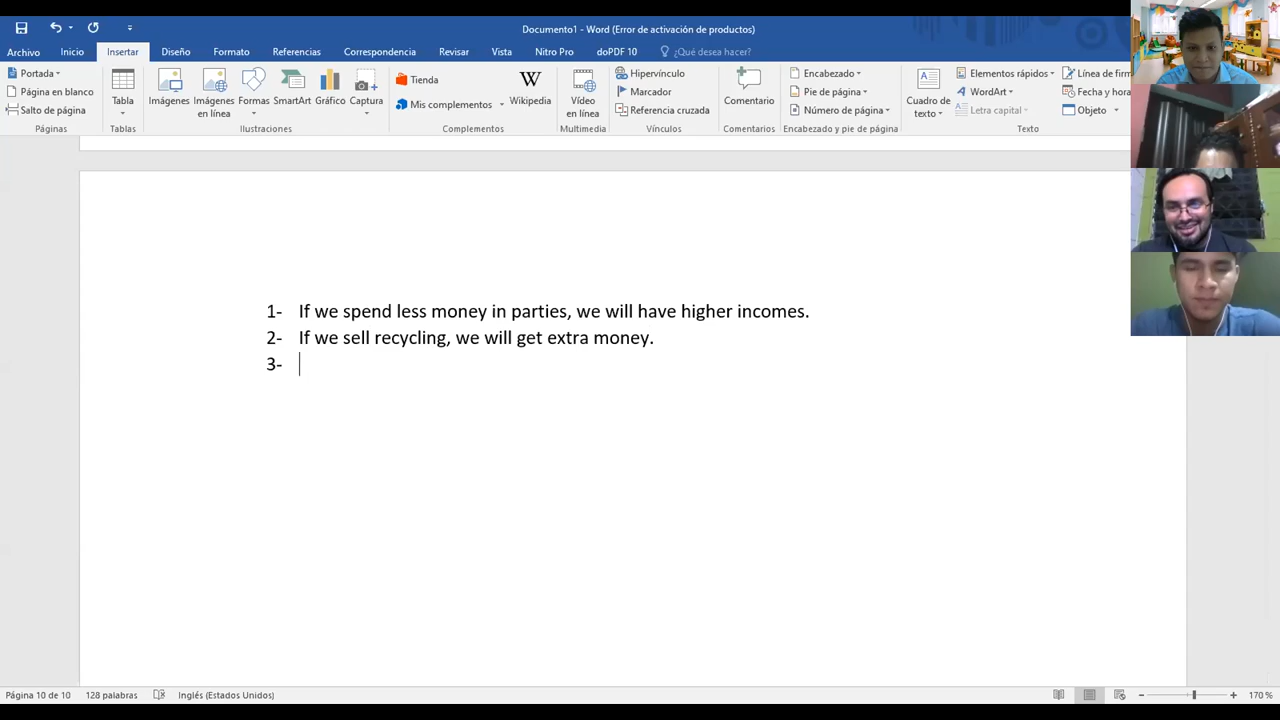 Documento1 - Word (Error de activación de productos)
Archivo Inicio Insertar Diseño Formato Referencias Correspondencia Revisar Vista Nitro Pro doPDF 10 ¿Qué desea hacer?
Portada
Página en blanco
Salto de página
Páginas
Tabla
Tablas
Imágenes
Imágenes en línea
Formas
SmartArt
Gráfico
Captura
Ilustraciones
Tienda
Mis complementos
Wikipedia
Complementos
Vídeo en línea
Multimedia
Hipervínculo
Marcador
Referencia cruzada
Vínculos
Comentario
Comentarios
Encabezado
Pie de página
Número de página
Encabezado y pie de página
Cuadro de texto
Elementos rápidos
WordArt
Letra capital
Línea de firm
Fecha y hora
Objeto
Texto
1- If we spend less money in parties, we will have higher incomes.
2- If we sell recycling, we will get extra money.
3-
Página 10 de 10 128 palabras Inglés (Estados Unidos) 170 %